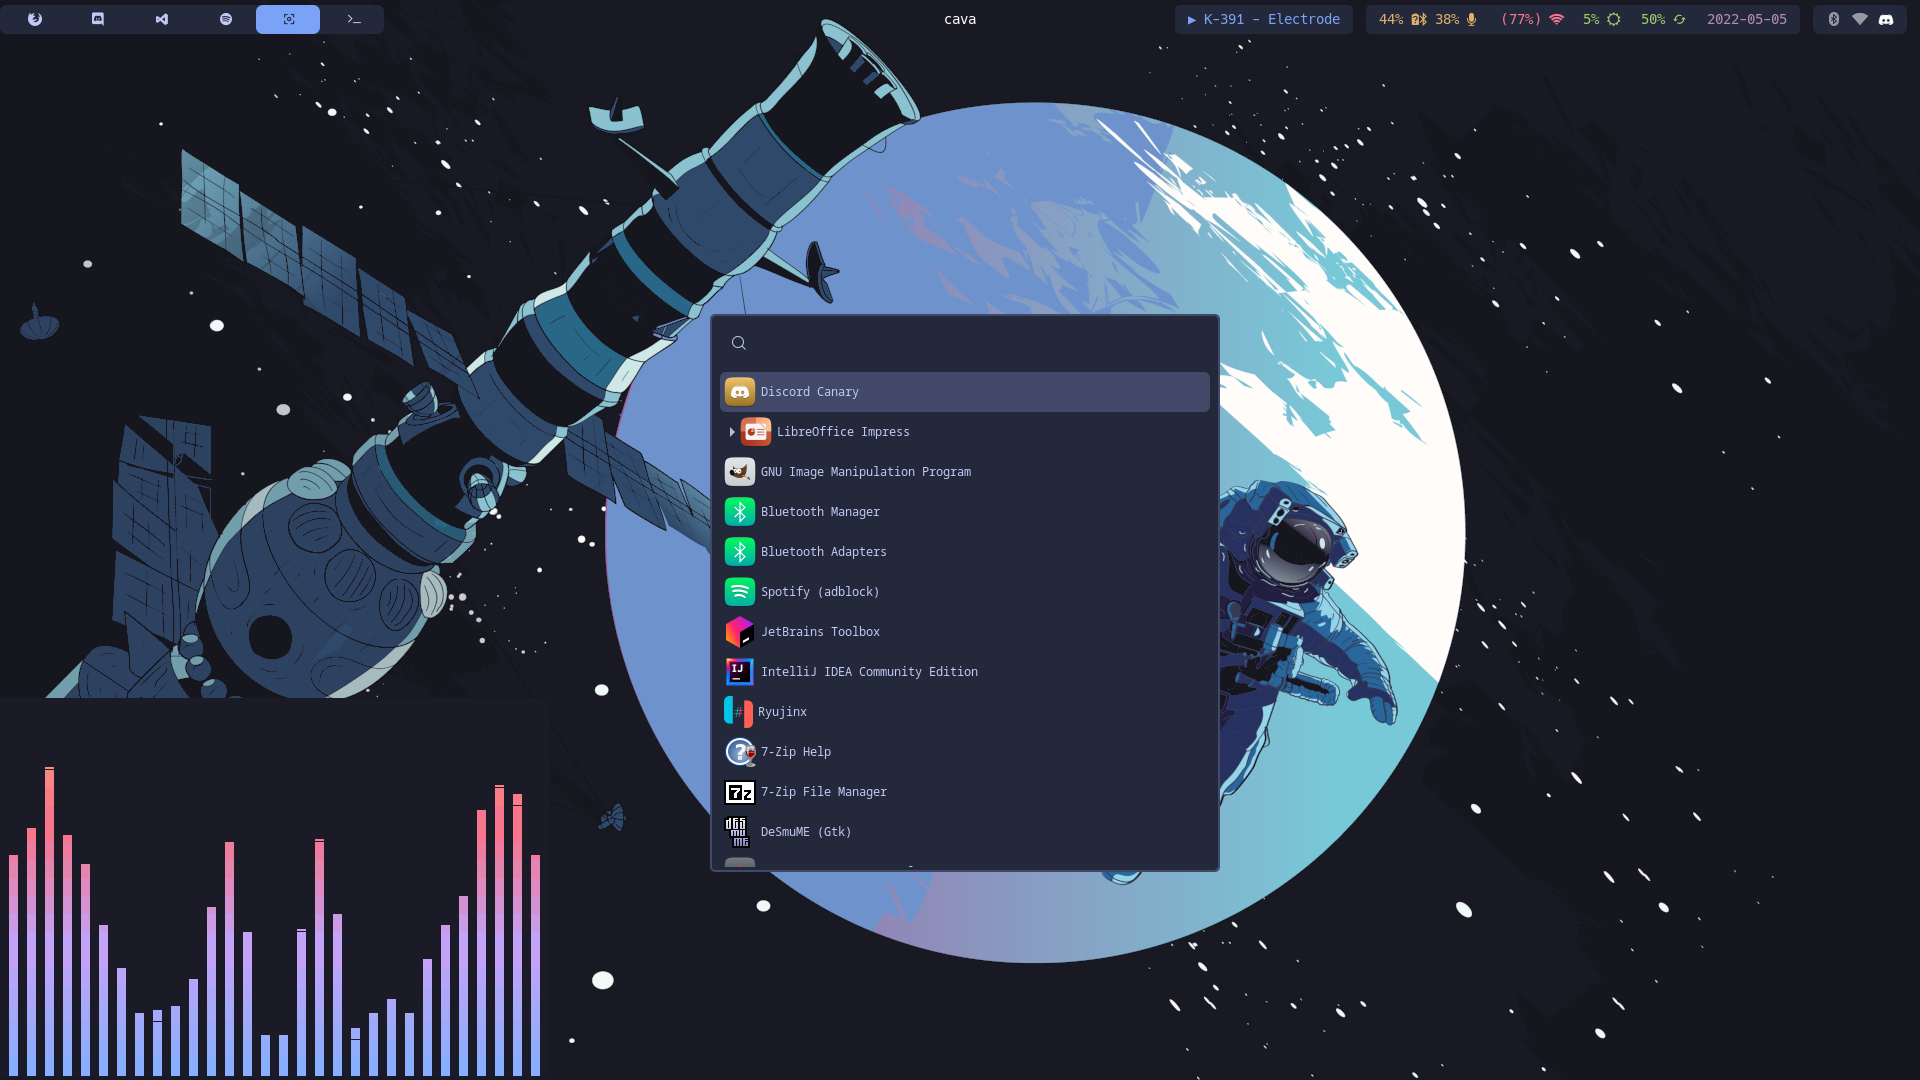 cava
▶ K-391 - Electrode
44% 38% (77%) 5% 50% 2022-05-05
Discord Canary
LibreOffice Impress
GNU Image Manipulation Program
Bluetooth Manager
Bluetooth Adapters
Spotify (adblock)
JetBrains Toolbox
IJ IntelliJ IDEA Community Edition
# Ryujinx
? 7-Zip Help
7z 7-Zip File Manager
DeSmuME (Gtk)